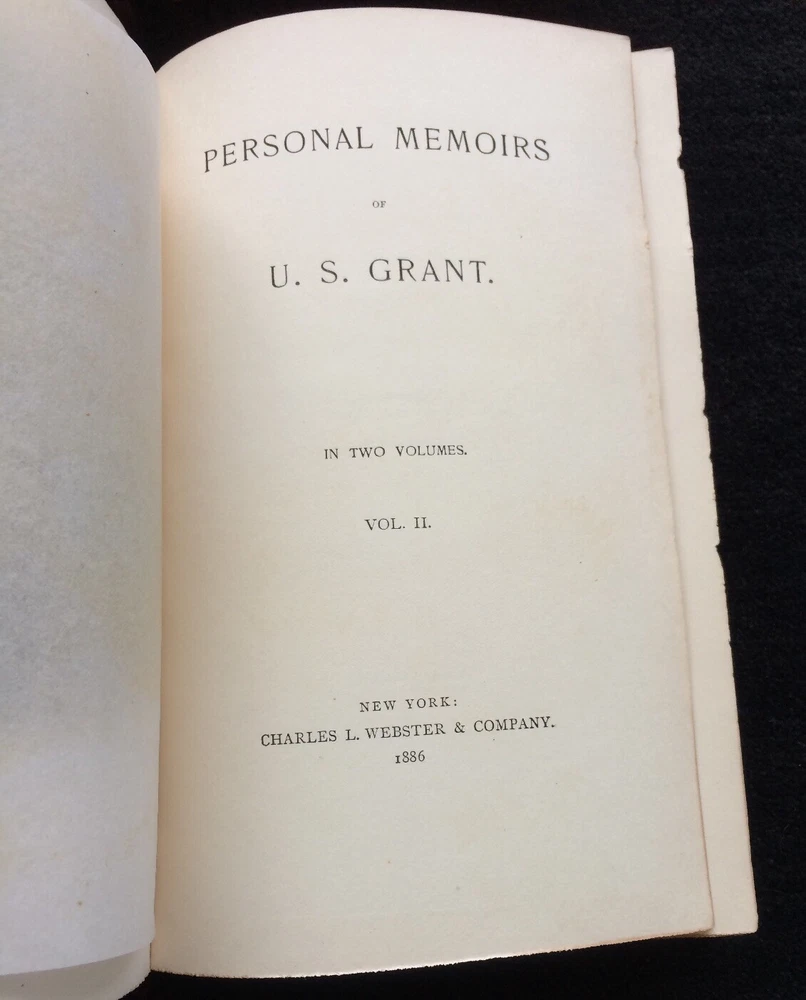 PERSONAL MEMOIRS
OF
U. S. GRANT.
IN TWO VOLUMES.
VOL. II.
NEW YORK:
CHARLES L. WEBSTER & COMPANY.
1886